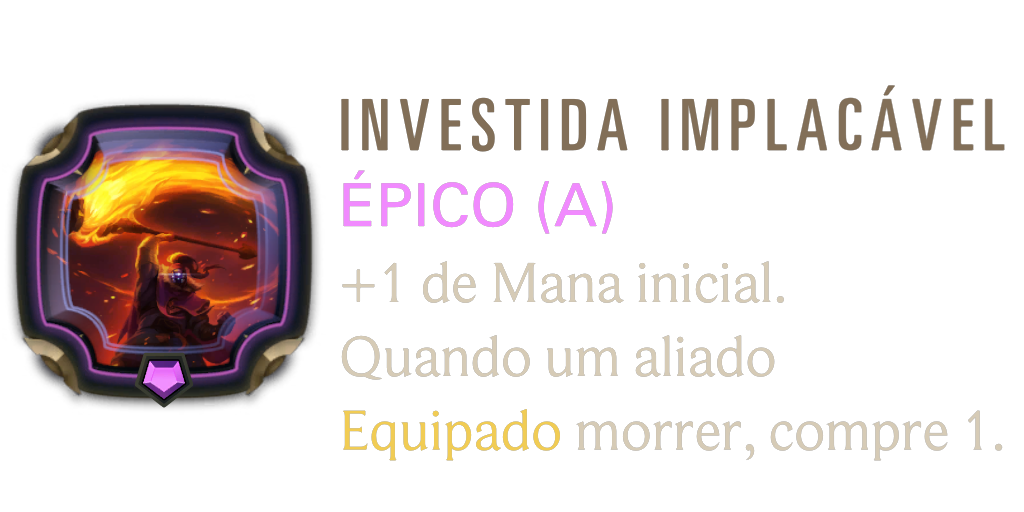 INVESTIDA IMPLACÁVEL
ÉPICO (A)
+1 de Mana inicial.
Quando um aliado
Equipado morrer, compre 1.